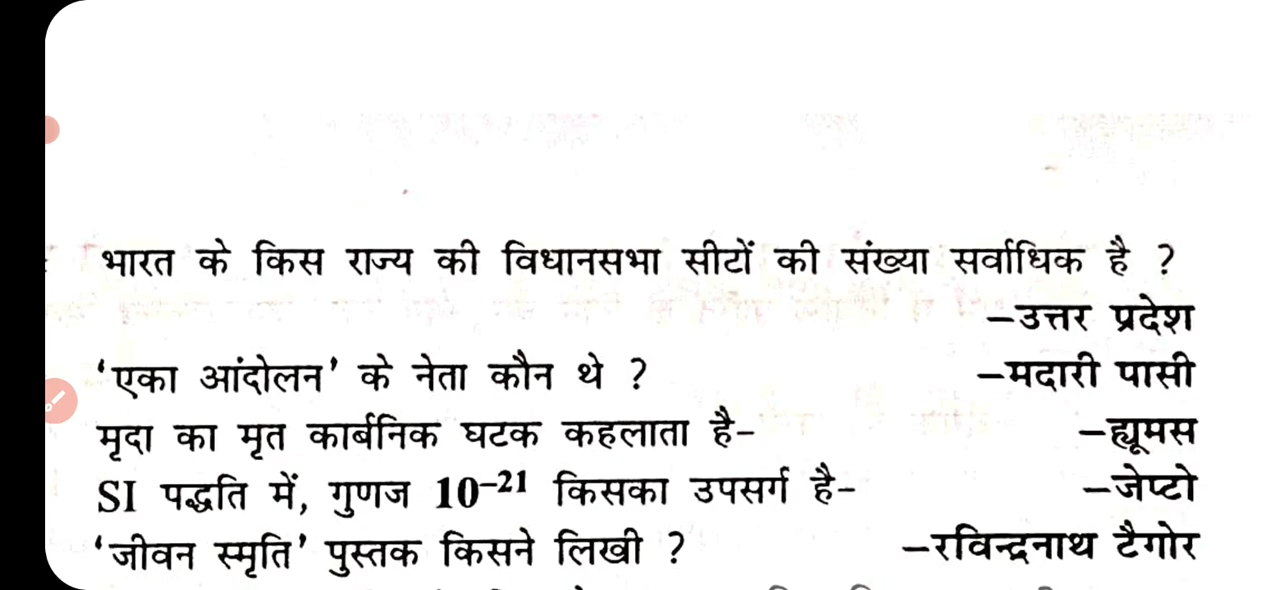 भारत के किस राज्य की विधानसभा सीटों की संख्या सर्वाधिक है ?
–उत्तर प्रदेश
‘एका आंदोलन’ के नेता कौन थे ? –मदारी पासी
मृदा का मृत कार्बनिक घटक कहलाता है- –ह्यूमस
SI पद्धति में, गुणज 10⁻²¹ किसका उपसर्ग है- –जेप्टो
‘जीवन स्मृति’ पुस्तक किसने लिखी ? –रविन्द्रनाथ टैगोर